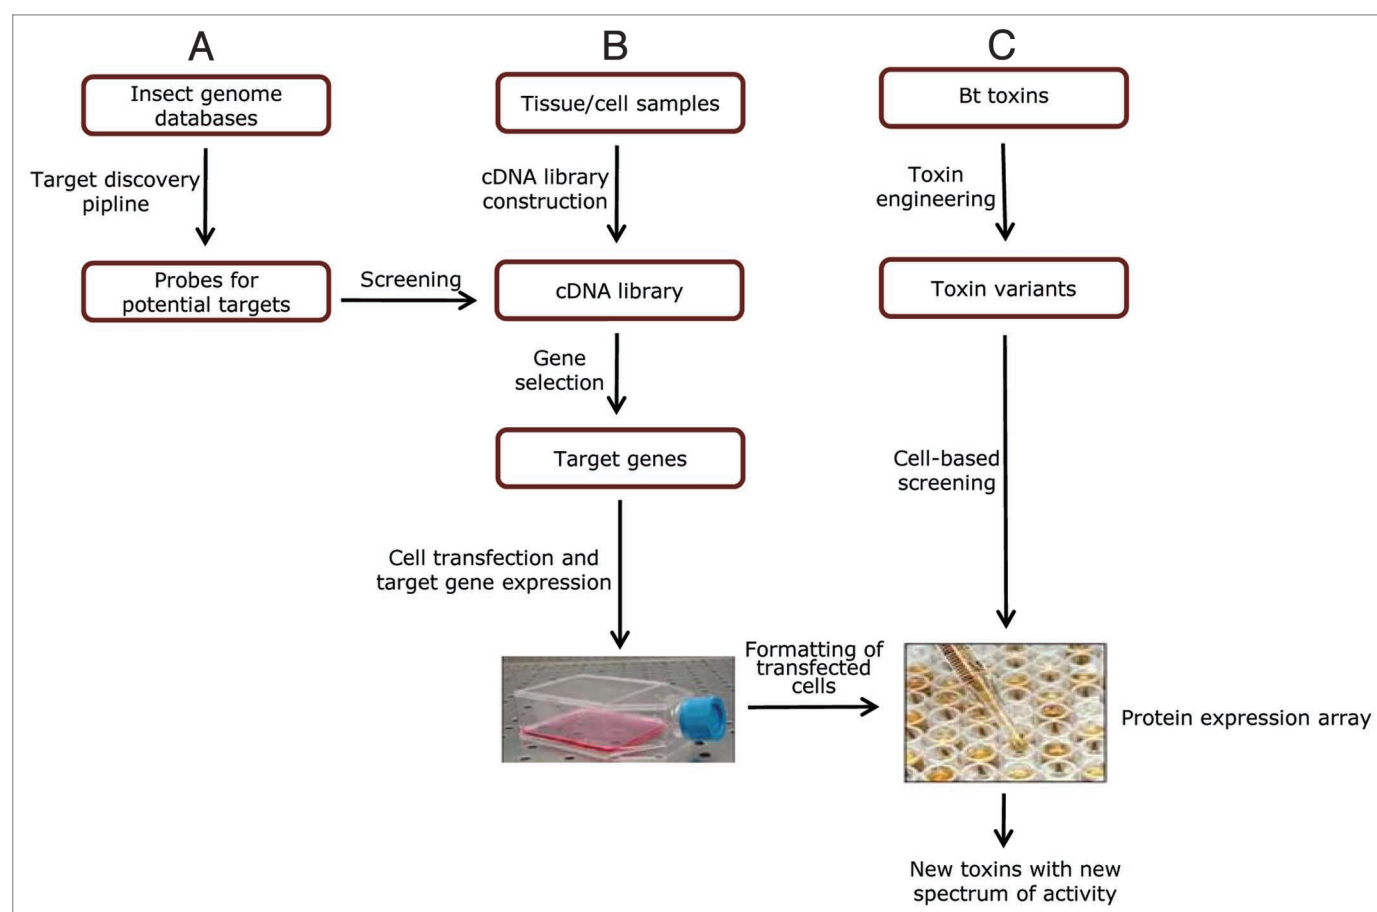 A
B
C
Insect genome
databases
Tissue/cell samples
Bt toxins
Target discovery
pipline
cDNA library
construction
Toxin
engineering
Probes for
potential targets
Screening
cDNA library
Toxin variants
Gene
selection
Target genes
Cell-based
screening
Cell transfection and
target gene expression
Formatting of
transfected
cells
Protein expression array
New toxins with new
spectrum of activity